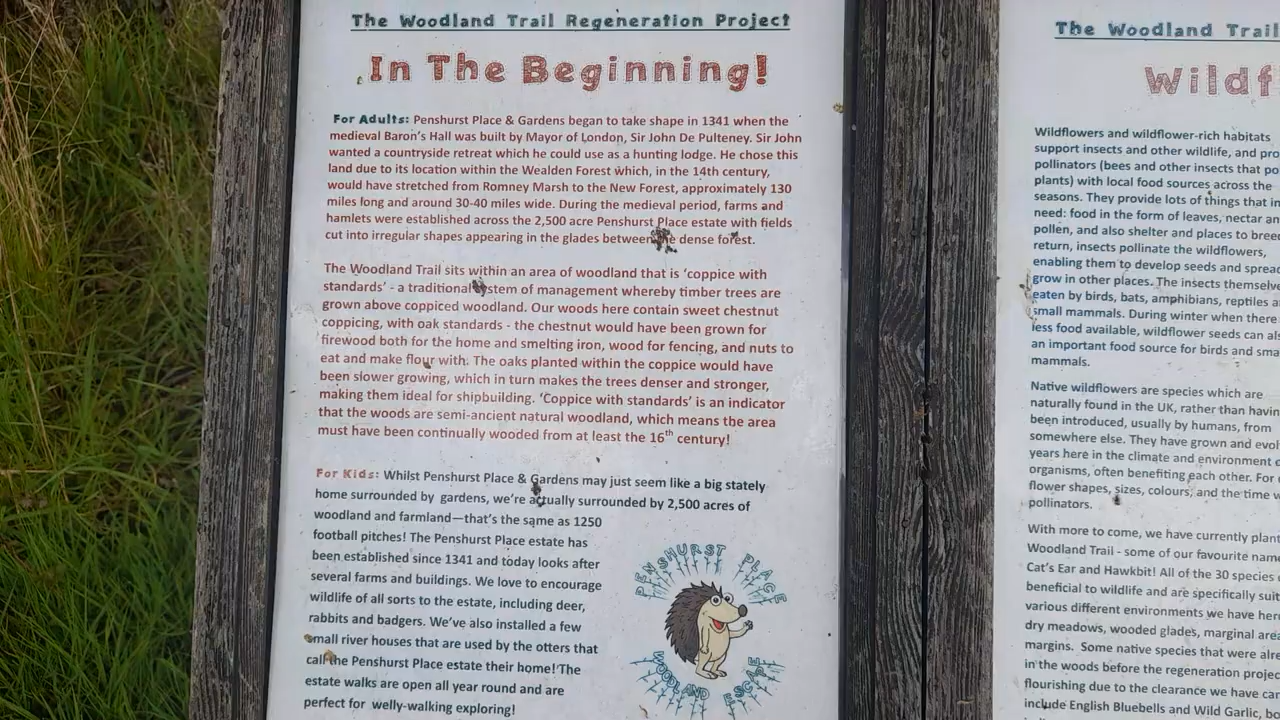 The Woodland Trail Regeneration Project
In The Beginning!
For Adults: Penshurst Place & Gardens began to take shape in 1341 when the
medieval Baron's Hall was built by Mayor of London, Sir John De Pulteney. Sir John
wanted a countryside retreat which he could use as a hunting lodge. He chose this
land due to its location within the Wealden Forest which, in the 14th century,
would have stretched from Romney Marsh to the New Forest, approximately 130
miles long and around 30-40 miles wide. During the medieval period, farms and
hamlets were established across the 2,500 acre Penshurst Place estate with fields
cut into irregular shapes appearing in the glades between the dense forest.
The Woodland Trail sits within an area of woodland that is 'coppice with
standards' - a traditional system of management whereby timber trees are
grown above coppiced woodland. Our woods here contain sweet chestnut
coppicing, with oak standards - the chestnut would have been grown for
firewood both for the home and smelting iron, wood for fencing, and nuts to
eat and make flour with. The oaks planted within the coppice would have
been slower growing, which in turn makes the trees denser and stronger,
making them ideal for shipbuilding. 'Coppice with standards' is an indicator
that the woods are semi-ancient natural woodland, which means the area
must have been continually wooded from at least the 16th century!
For Kids: Whilst Penshurst Place & Gardens may just seem like a big stately
home surrounded by gardens, we're actually surrounded by 2,500 acres of
woodland and farmland—that's the same as 1250
football pitches! The Penshurst Place estate has
been established since 1341 and today looks after
several farms and buildings. We love to encourage
wildlife of all sorts to the estate, including deer,
rabbits and badgers. We've also installed a few
small river houses that are used by the otters that
call the Penshurst Place estate their home! The
estate walks are open all year round and are
perfect for welly-walking exploring!
PENSHURST PLACE
WOODLAND ESCAPE
The Woodland Trail
Wildf
Wildflowers and wildflower-rich habitats
support insects and other wildlife, and pro
pollinators (bees and other insects that po
plants) with local food sources across the
seasons. They provide lots of things that in
need: food in the form of leaves, nectar an
pollen, and also shelter and places to breed
return, insects pollinate the wildflowers,
enabling them to develop seeds and spread
grow in other places. The insects themselve
eaten by birds, bats, amphibians, reptiles a
small mammals. During winter when there
less food available, wildflower seeds can als
an important food source for birds and sma
mammals.
Native wildflowers are species which are
naturally found in the UK, rather than havin
been introduced, usually by humans, from
somewhere else. They have grown and evol
years here in the climate and environment o
organisms, often benefiting each other. For
flower shapes, sizes, colours, and the time
pollinators.
With more to come, we have currently plant
Woodland Trail - some of our favourite nam
Cat's Ear and Hawkbit! All of the 30 species
beneficial to wildlife and are specifically suit
various different environments we have her
dry meadows, wooded glades, marginal area
margins. Some native species that were alre
in the woods before the regeneration projec
flourishing due to the clearance we have car
include English Bluebells and Wild Garlic, bo